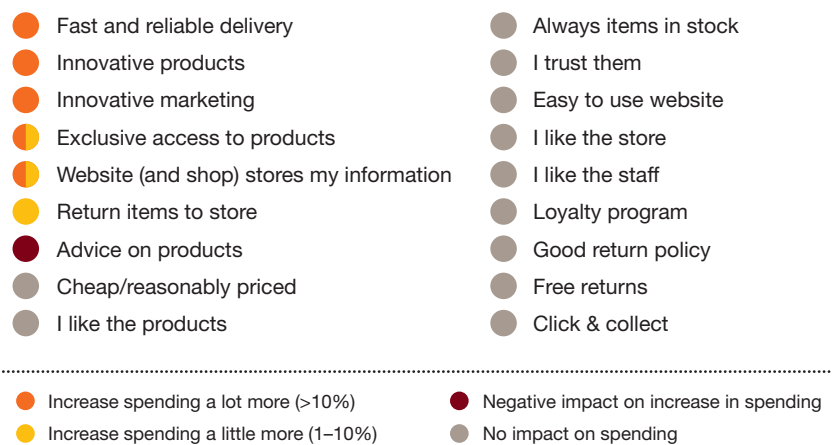 Fast and reliable delivery
Innovative products
Innovative marketing
Exclusive access to products
Website (and shop) stores my information
Return items to store
Advice on products
Cheap/reasonably priced
I like the products
Always items in stock
I trust them
Easy to use website
I like the store
I like the staff
Loyalty program
Good return policy
Free returns
Click & collect
Increase spending a lot more (>10%)
Increase spending a little more (1–10%)
Negative impact on increase in spending
No impact on spending